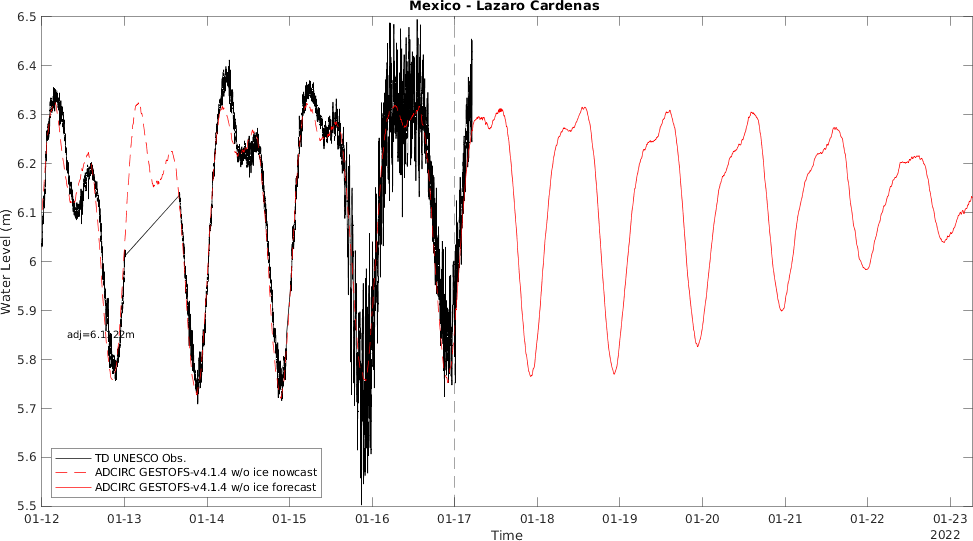 Mexico - Lazaro Cardenas
6.5
6.4
6.3
6.2
6.1
6
5.9
5.8
5.7
5.6
5.5
Water Level (m)
TD UNESCO Obs.
ADCIRC GESTOFS-v4.1.4 w/o ice nowcast
ADCIRC GESTOFS-v4.1.4 w/o ice forecast
01-12 01-13 01-14 01-15 01-16 01-17 01-18 01-19 01-20 01-21 01-22 01-23
Time
2022